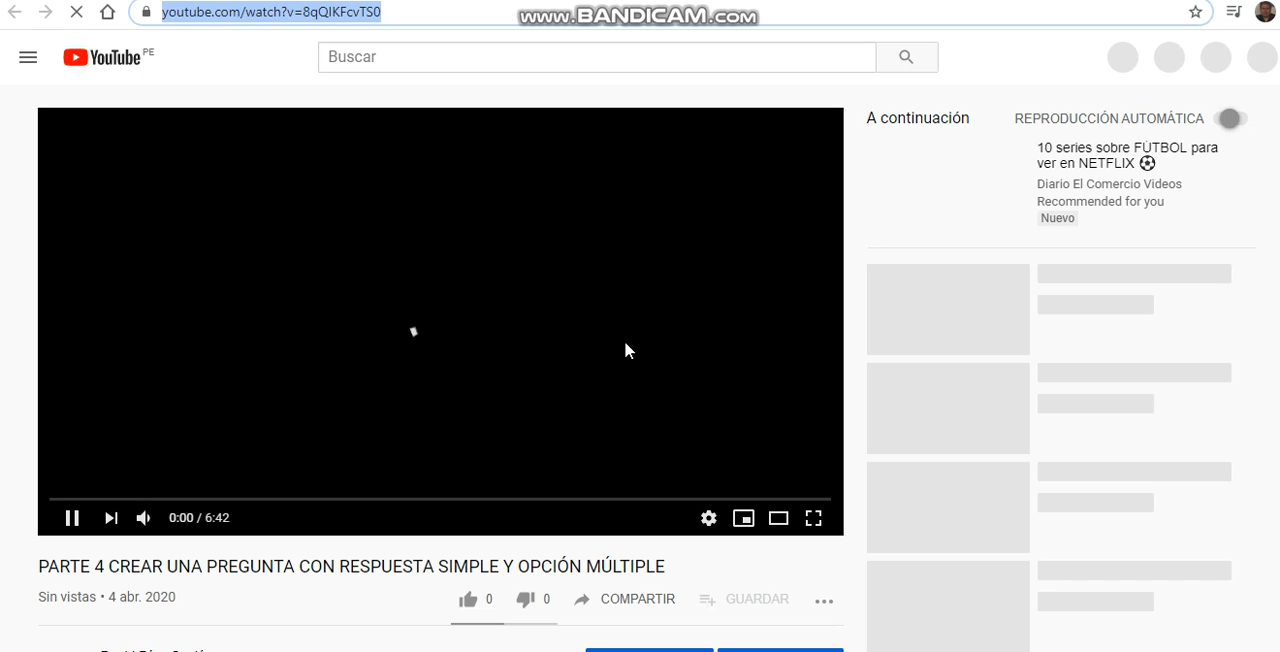 youtube.com/watch?v=8qQIKFcvTS0
www.BANDICAM.com
YouTube PE
Buscar
A continuación
REPRODUCCIÓN AUTOMÁTICA
10 series sobre FÚTBOL para
ver en NETFLIX ⚽
Diario El Comercio Videos
Recommended for you
Nuevo
0:00 / 6:42
PARTE 4 CREAR UNA PREGUNTA CON RESPUESTA SIMPLE Y OPCIÓN MÚLTIPLE
Sin vistas • 4 abr. 2020
0
0
COMPARTIR
GUARDAR